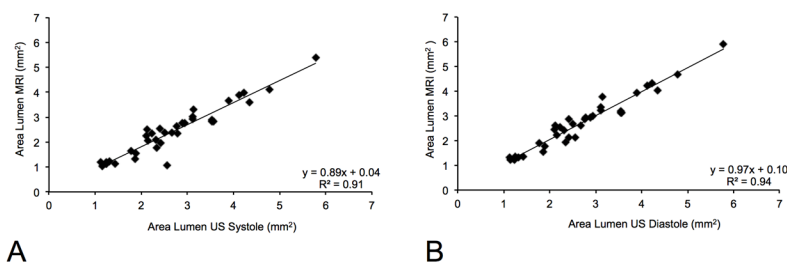 7
6
5
4
3
2
1
0
Area Lumen MRI (mm²)
0 1 2 3 4 5 6 7
Area Lumen US Systole (mm²)
y = 0.89x + 0.04
R² = 0.91
A
7
6
5
4
3
2
1
0
Area Lumen MRI (mm²)
0 1 2 3 4 5 6 7
Area Lumen US Diastole (mm²)
y = 0.97x + 0.10
R² = 0.94
B